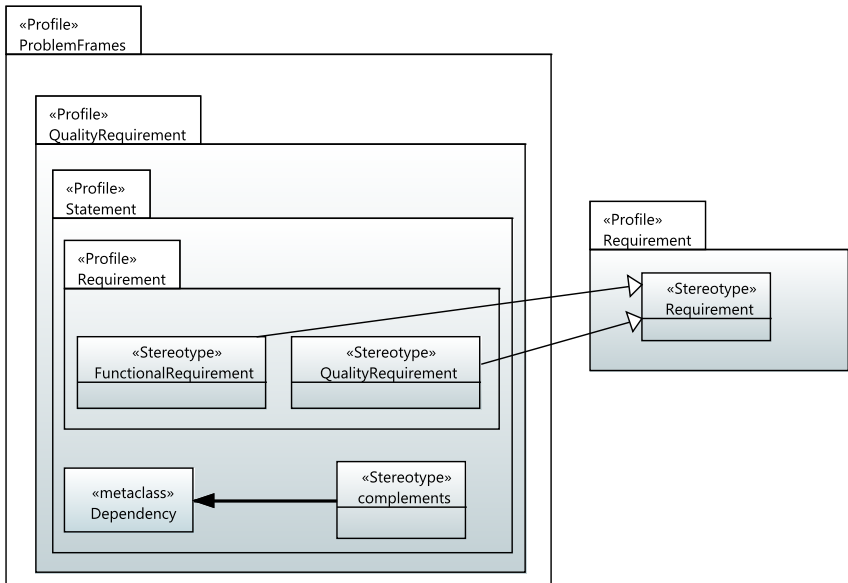 «Profile»
ProblemFrames
«Profile»
QualityRequirement
«Profile»
Statement
«Profile»
Requirement
«Stereotype»
FunctionalRequirement
«Stereotype»
QualityRequirement
«metaclass»
Dependency
«Stereotype»
complements
«Profile»
Requirement
«Stereotype»
Requirement